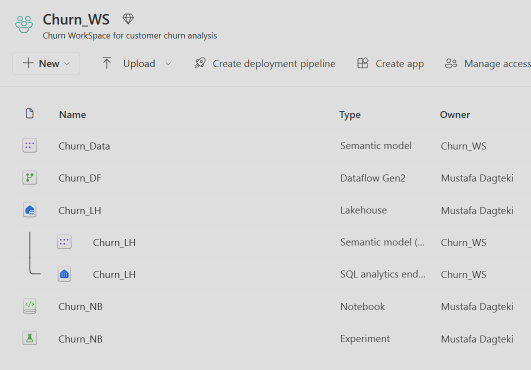 Churn_WS
Churn WorkSpace for customer churn analysis
New Upload Create deployment pipeline Create app Manage access
Name Type Owner
Churn_Data Semantic model Churn_WS
Churn_DF Dataflow Gen2 Mustafa Dagteki
Churn_LH Lakehouse Mustafa Dagteki
Churn_LH Semantic model (... Churn_WS
Churn_LH SQL analytics end... Churn_WS
Churn_NB Notebook Mustafa Dagteki
Churn_NB Experiment Mustafa Dagteki